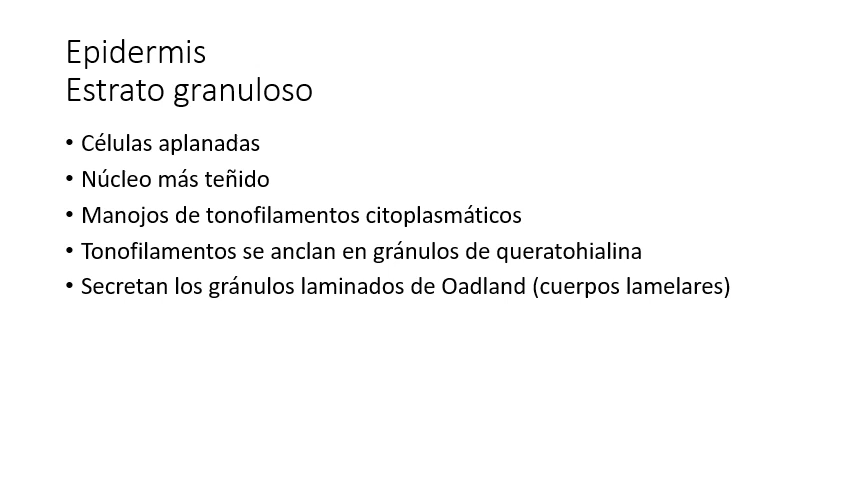 Epidermis
Estrato granuloso
• Células aplanadas
• Núcleo más teñido
• Manojos de tonofilamentos citoplasmáticos
• Tonofilamentos se anclan en gránulos de queratohialina
• Secretan los gránulos laminados de Oadland (cuerpos lamelares)